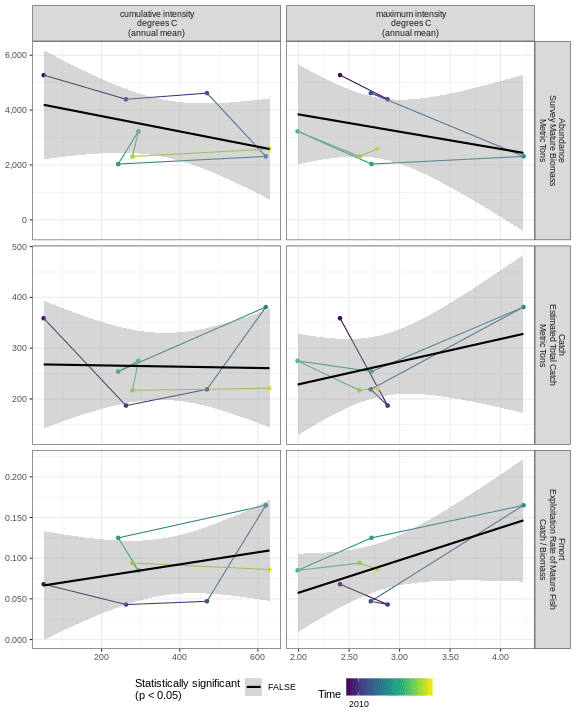 cumulative intensity
degrees C
(annual mean)
maximum intensity
degrees C
(annual mean)
6,000
4,000
2,000
0
Abundance
Survey Mature Biomass
Metric Tons
500
400
300
200
Catch
Estimated Total Catch
Metric Tons
0.200
0.150
0.100
0.050
0.000
Fmort
Exploitation Rate of Mature Fish
Catch / Biomass
200 400 600
2.00 2.50 3.00 3.50 4.00
Statistically significant
(p < 0.05)
FALSE
Time
2010